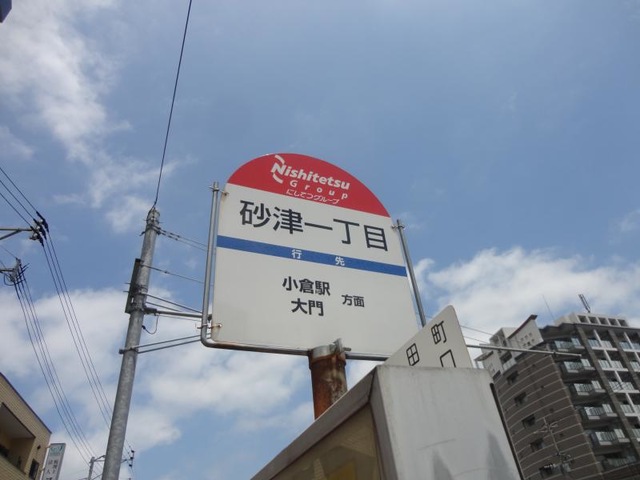 Nishitetsu
Group
にしてつグループ
砂津一丁目
行先
小倉駅
大門
方面
町
田